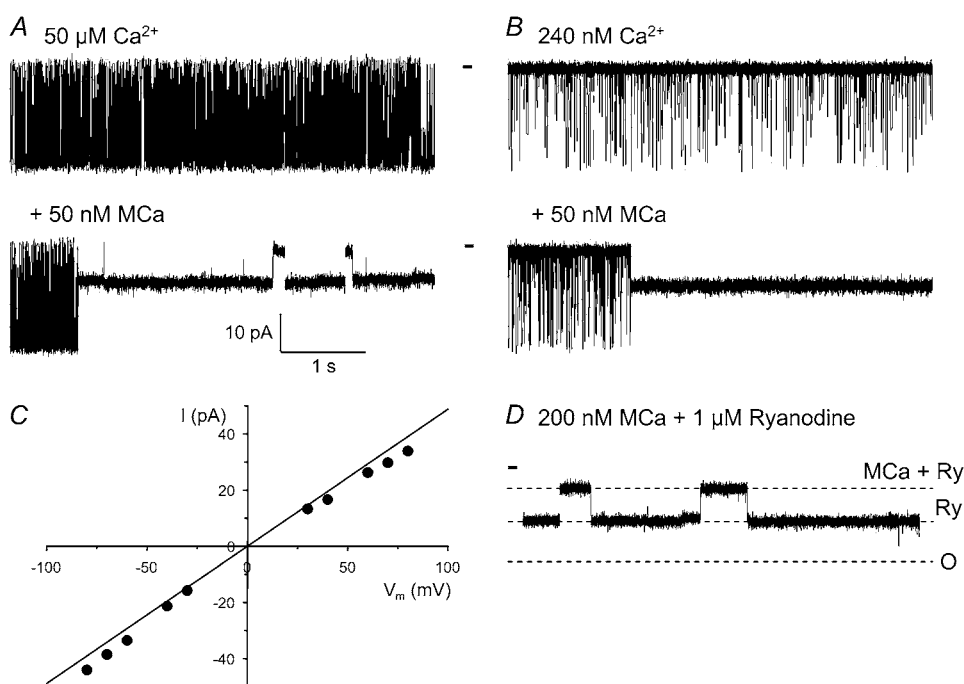 A 50 µM Ca²⁺
B 240 nM Ca²⁺
+ 50 nM MCa
+ 50 nM MCa
10 pA
1 s
C
I (pA)
40
20
0
-20
-40
-100
-50
0
50
100
Vₘ (mV)
D 200 nM MCa + 1 µM Ryanodine
MCa + Ry
Ry
O